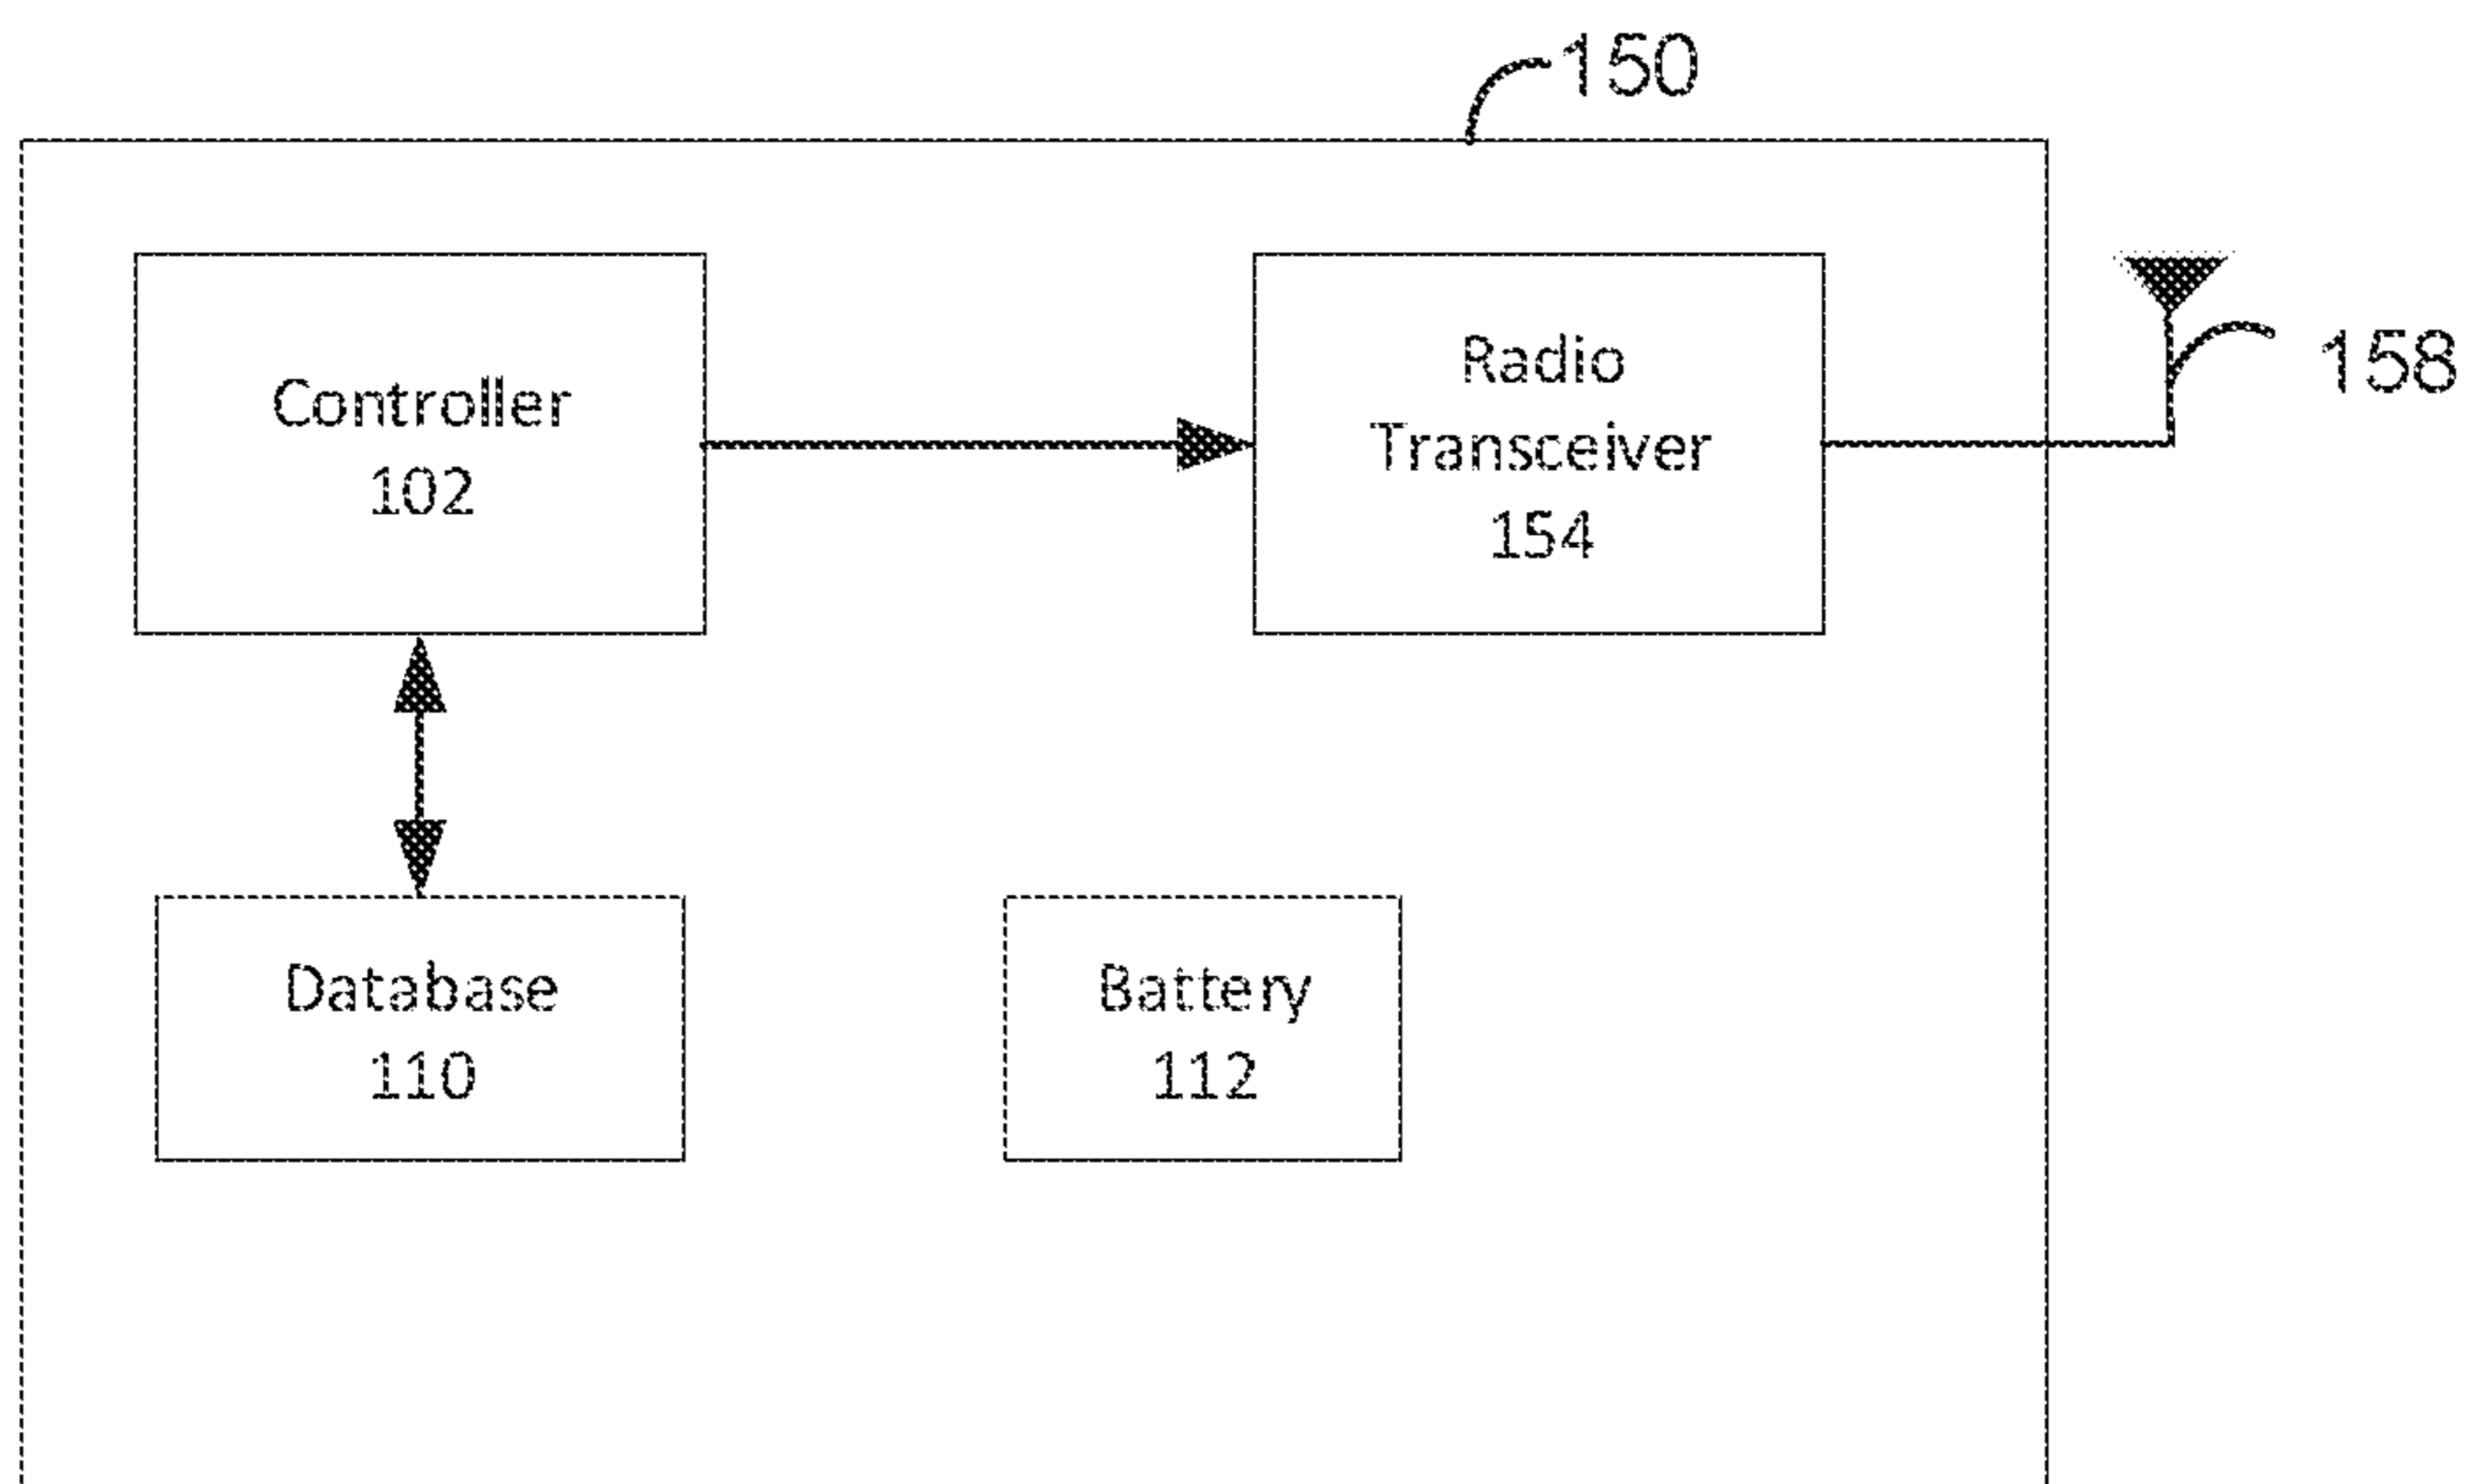 150
Controller
102
Radio
Transceiver
154
158
Database
110
Battery
112